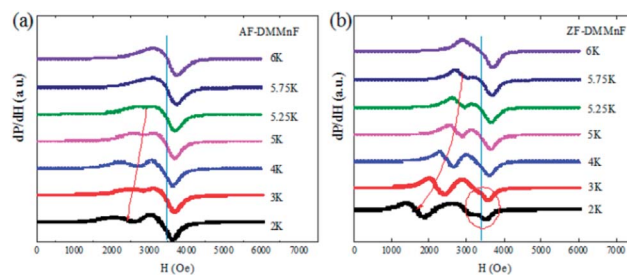 (a)
AF-DMMnF
6K
5.75K
5.25K
5K
4K
3K
2K
dP/dH (a.u)
0 1000 2000 3000 4000 5000 6000 7000
H (Oe)
(b)
ZF-DMMnF
6K
5.75K
5.25K
5K
4K
3K
2K
dP/dH (a.u)
0 1000 2000 3000 4000 5000 6000 7000
H (Oe)